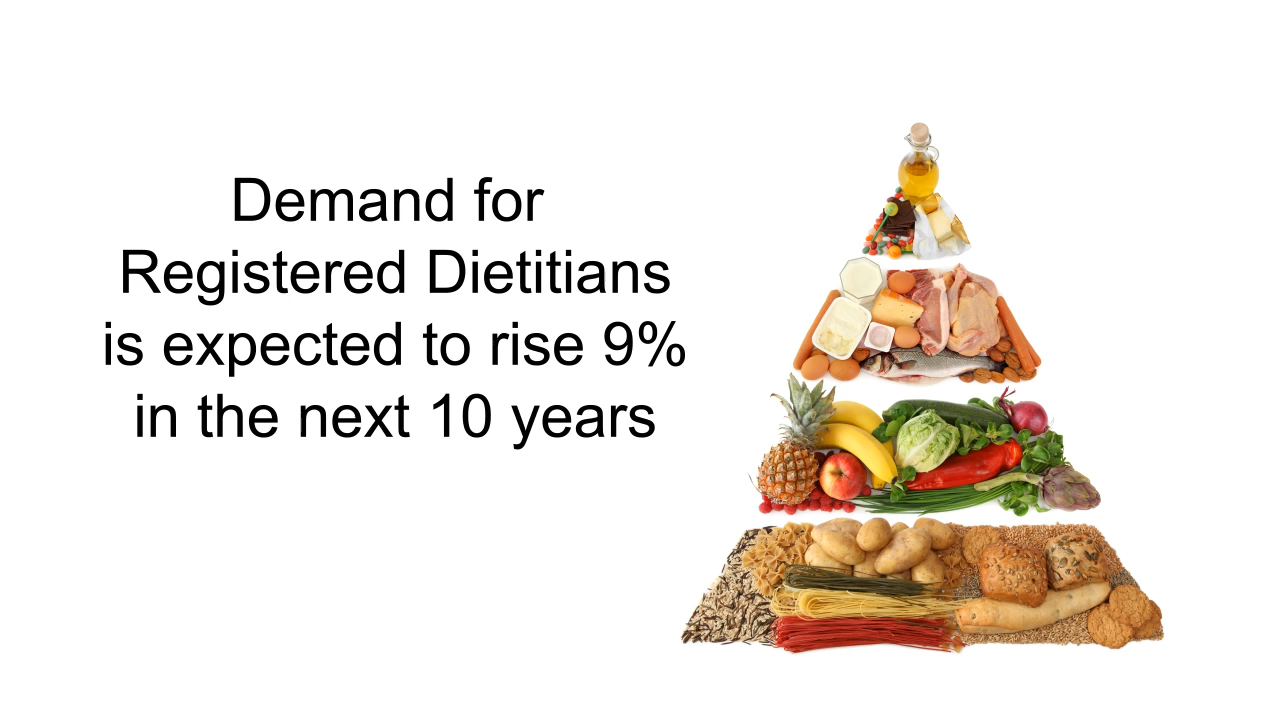 Demand for
Registered Dietitians
is expected to rise 9%
in the next 10 years